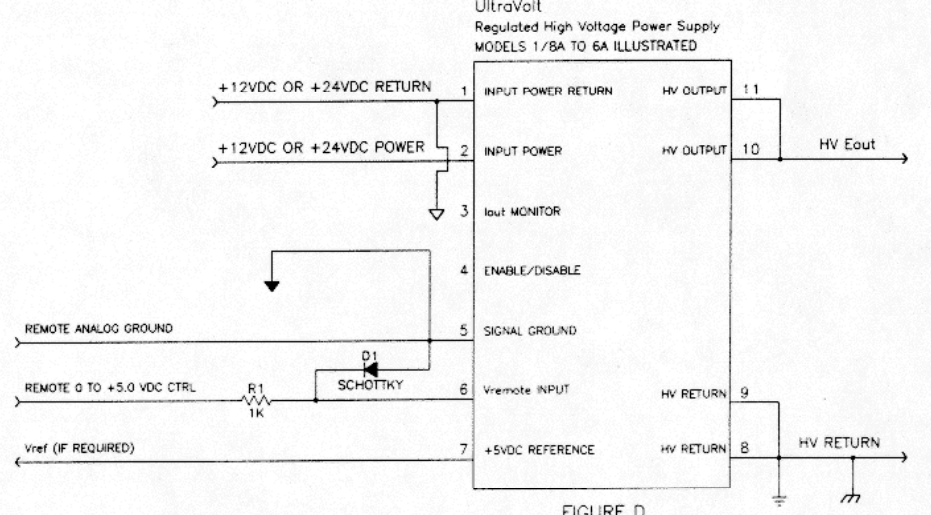 UltraVolt
Regulated High Voltage Power Supply
MODELS 1/8A TO 6A ILLUSTRATED
+12VDC OR +24VDC RETURN
1
INPUT POWER RETURN
HV OUTPUT
11
+12VDC OR +24VDC POWER
2
INPUT POWER
HV OUTPUT
10
HV Eout
3
Iout MONITOR
4
ENABLE/DISABLE
REMOTE ANALOG GROUND
5
SIGNAL GROUND
D1
SCHOTTKY
REMOTE 0 TO +5.0 VDC CTRL
R1
1K
6
Vremote INPUT
HV RETURN
9
Vref (IF REQUIRED)
7
+5VDC REFERENCE
HV RETURN
8
HV RETURN
FIGURE D